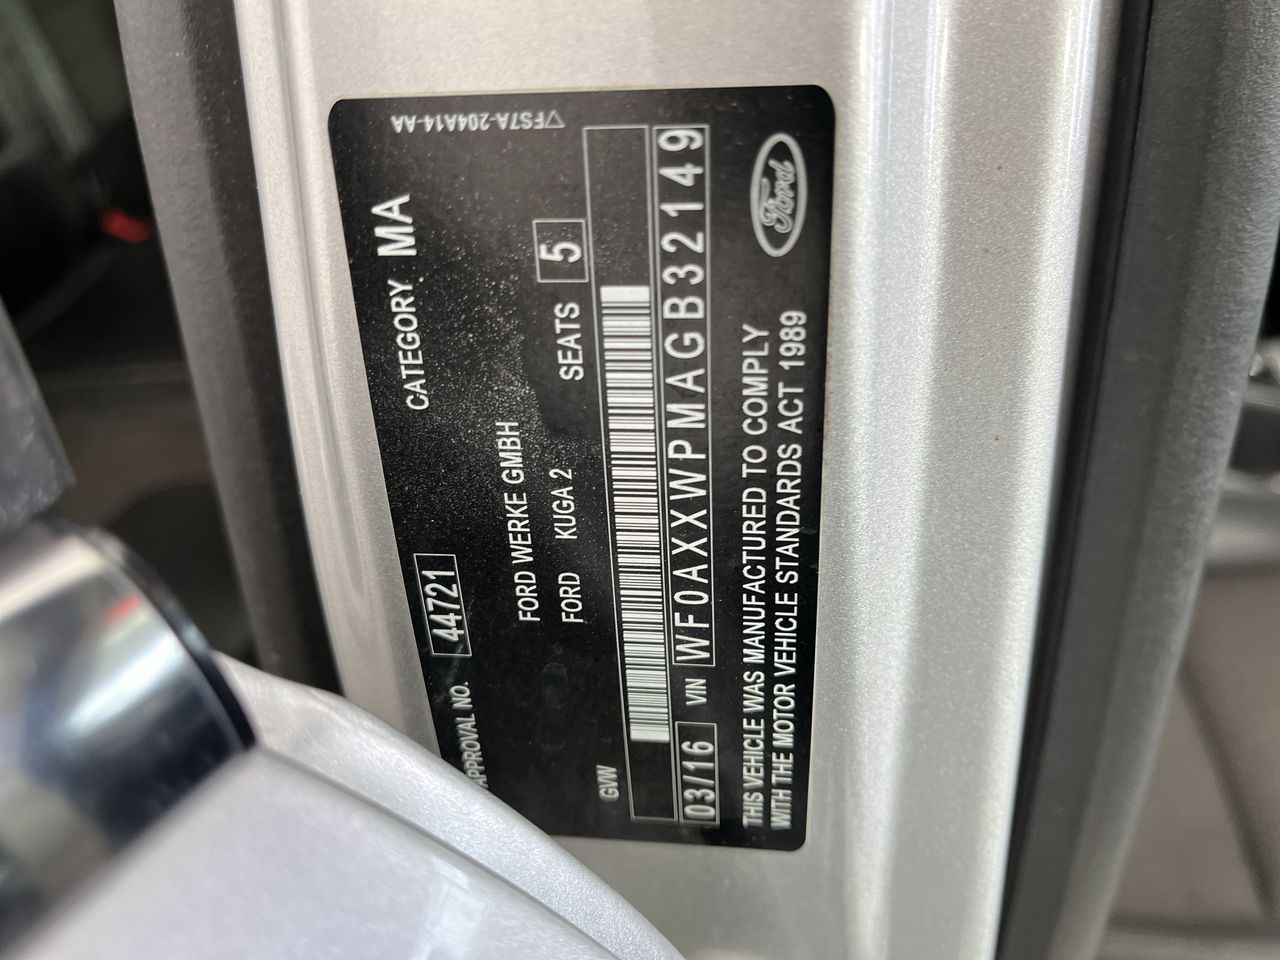 ▽FS7A-204A14-AA
APPROVAL NO. 44721 CATEGORY MA
FORD WERKE GMBH
FORD KUGA 2 SEATS 5
GVW
03/16 VIN WF0AXXWPMAGB32149
THIS VEHICLE WAS MANUFACTURED TO COMPLY
WITH THE MOTOR VEHICLE STANDARDS ACT 1989
Ford